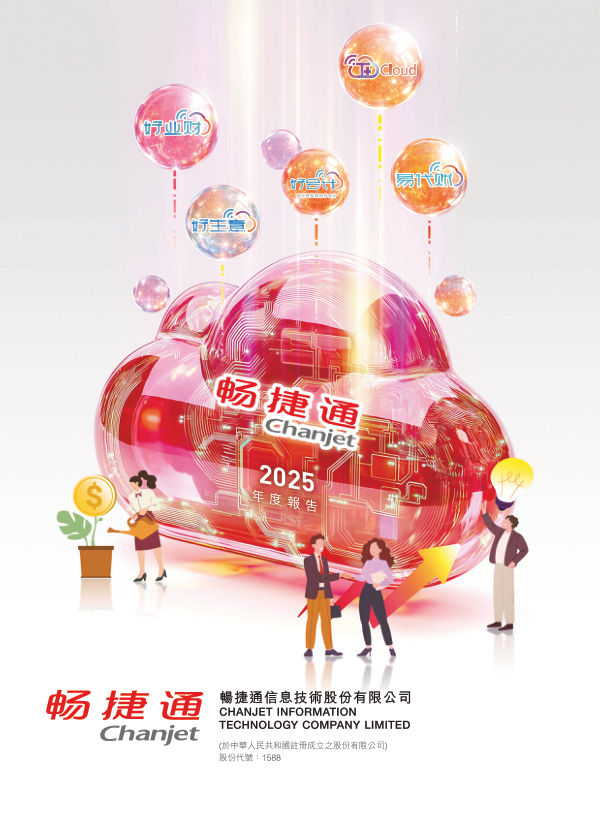 T+Cloud
好业财
好会计
易代财
好生意
畅捷通
Chanjet
2025
年度報告
$
畅捷通
Chanjet
暢捷通信息技術股份有限公司
CHANJET INFORMATION
TECHNOLOGY COMPANY LIMITED
(於中華人民共和國註冊成立之股份有限公司)
股份代號：1588